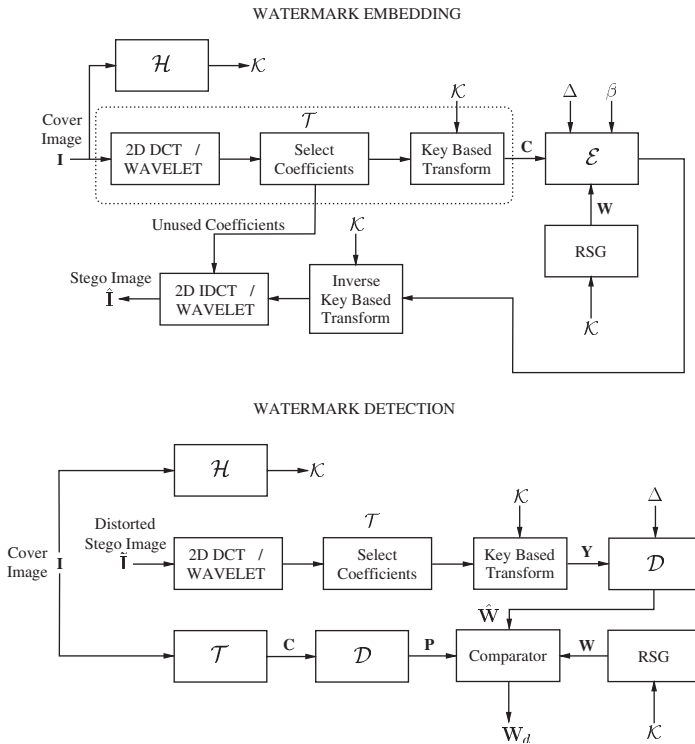 WATERMARK EMBEDDING
ℋ
𝒦
Cover
Image
𝒯
𝒦
Δ
β
I
2D DCT / 
WAVELET
Select
Coefficients
Key Based
Transform
C
ℰ
W
Unused Coefficients
𝒦
RSG
Stego Image
Î
2D IDCT /
WAVELET
Inverse
Key Based
Transform
𝒦
WATERMARK DETECTION
ℋ
𝒦
𝒯
𝒦
Δ
Distorted
Stego Image
Ĩ
2D DCT /
WAVELET
Select
Coefficients
Key Based
Transform
Y
𝒟
Cover
Image
I
Ŵ
𝒯
C
𝒟
P
Comparator
W
RSG
W_d
𝒦